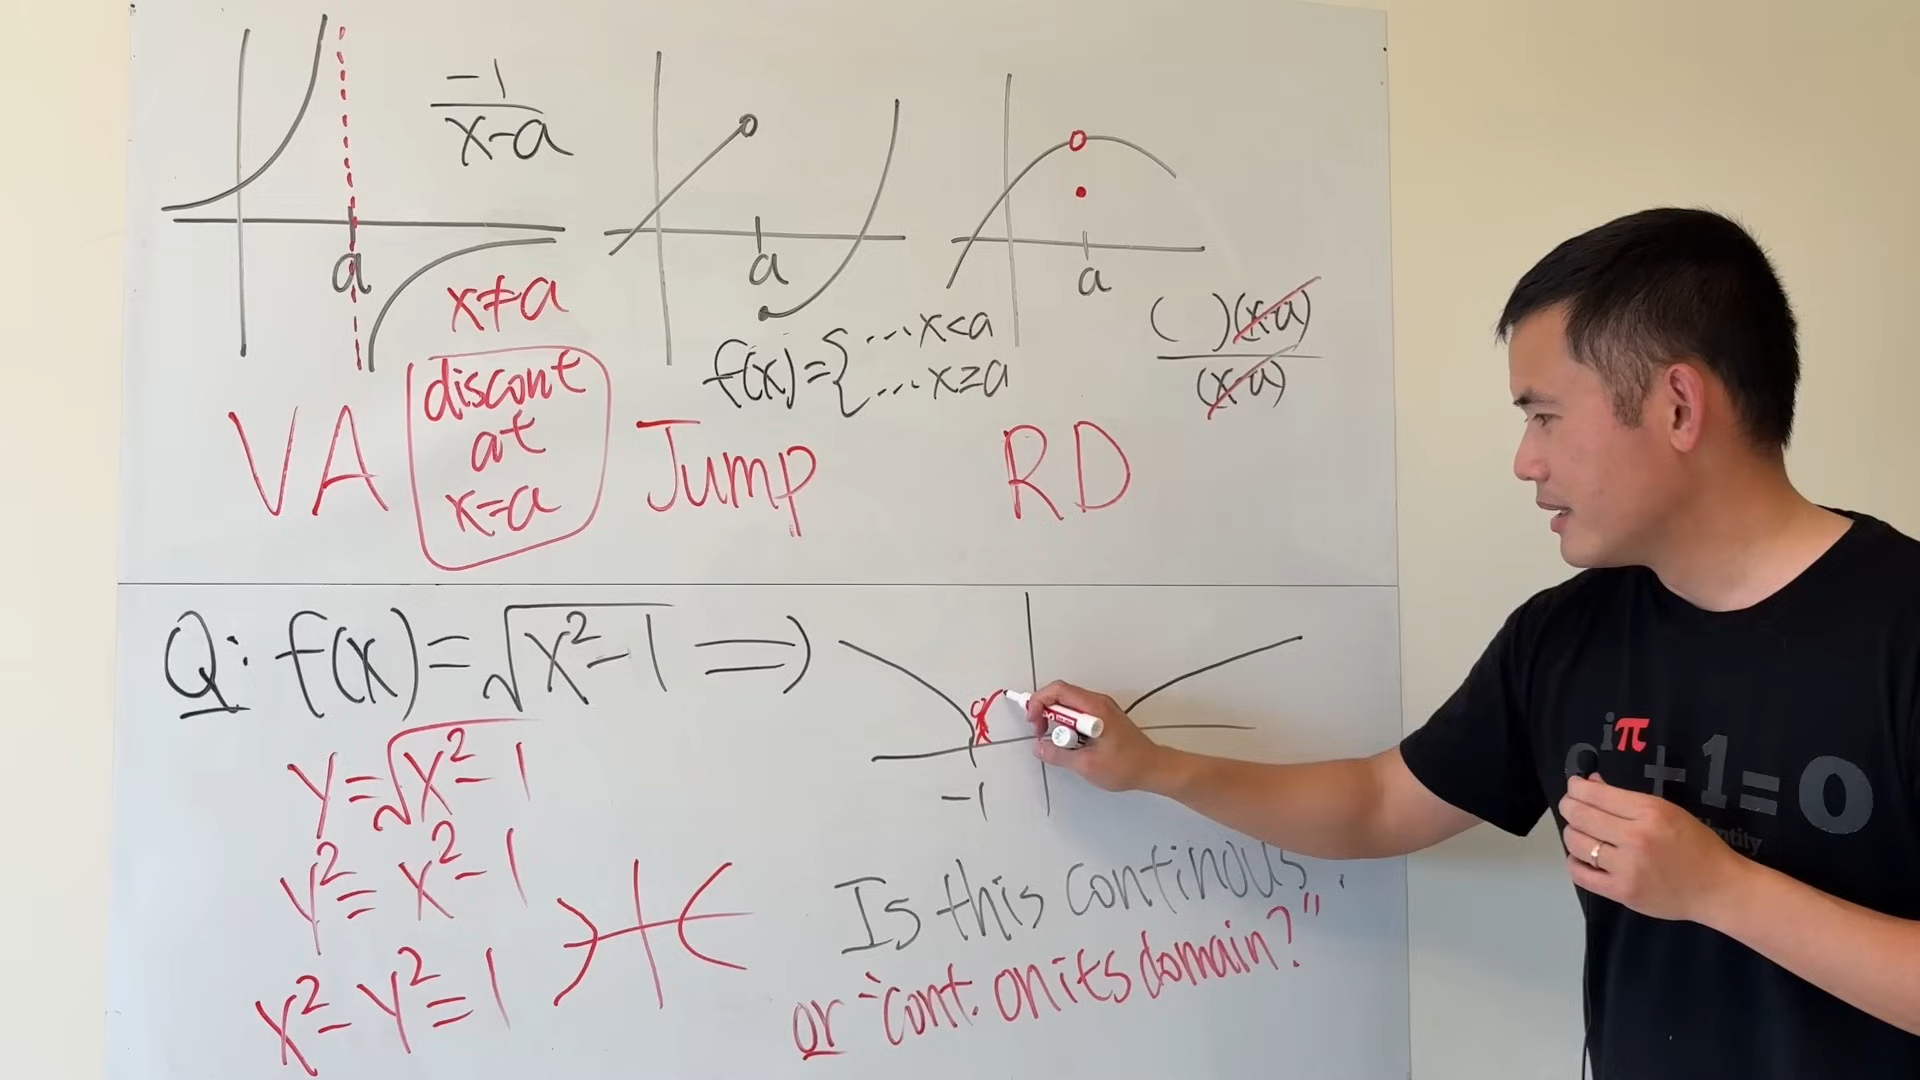 -1
x-a
a
x≠a
a
a
f(x)={...x<a
...x≥a
( )(x-a)
(x-a)
VA
discont
at
x=a
Jump
RD
Q: f(x)=√x²-1 ⇒
y=√x²-1
y²=x²-1
x²-y²=1
-1
Is this continous
or "cont. on its domain?"
iπ
+1=0